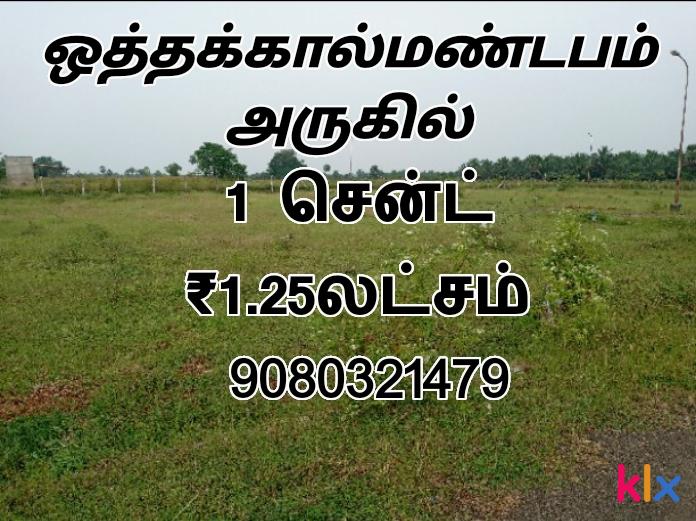 ஒத்தக்கால்மண்டபம்
அருகில்
1 சென்ட்
₹1.25லட்சம்
9080321479
klx